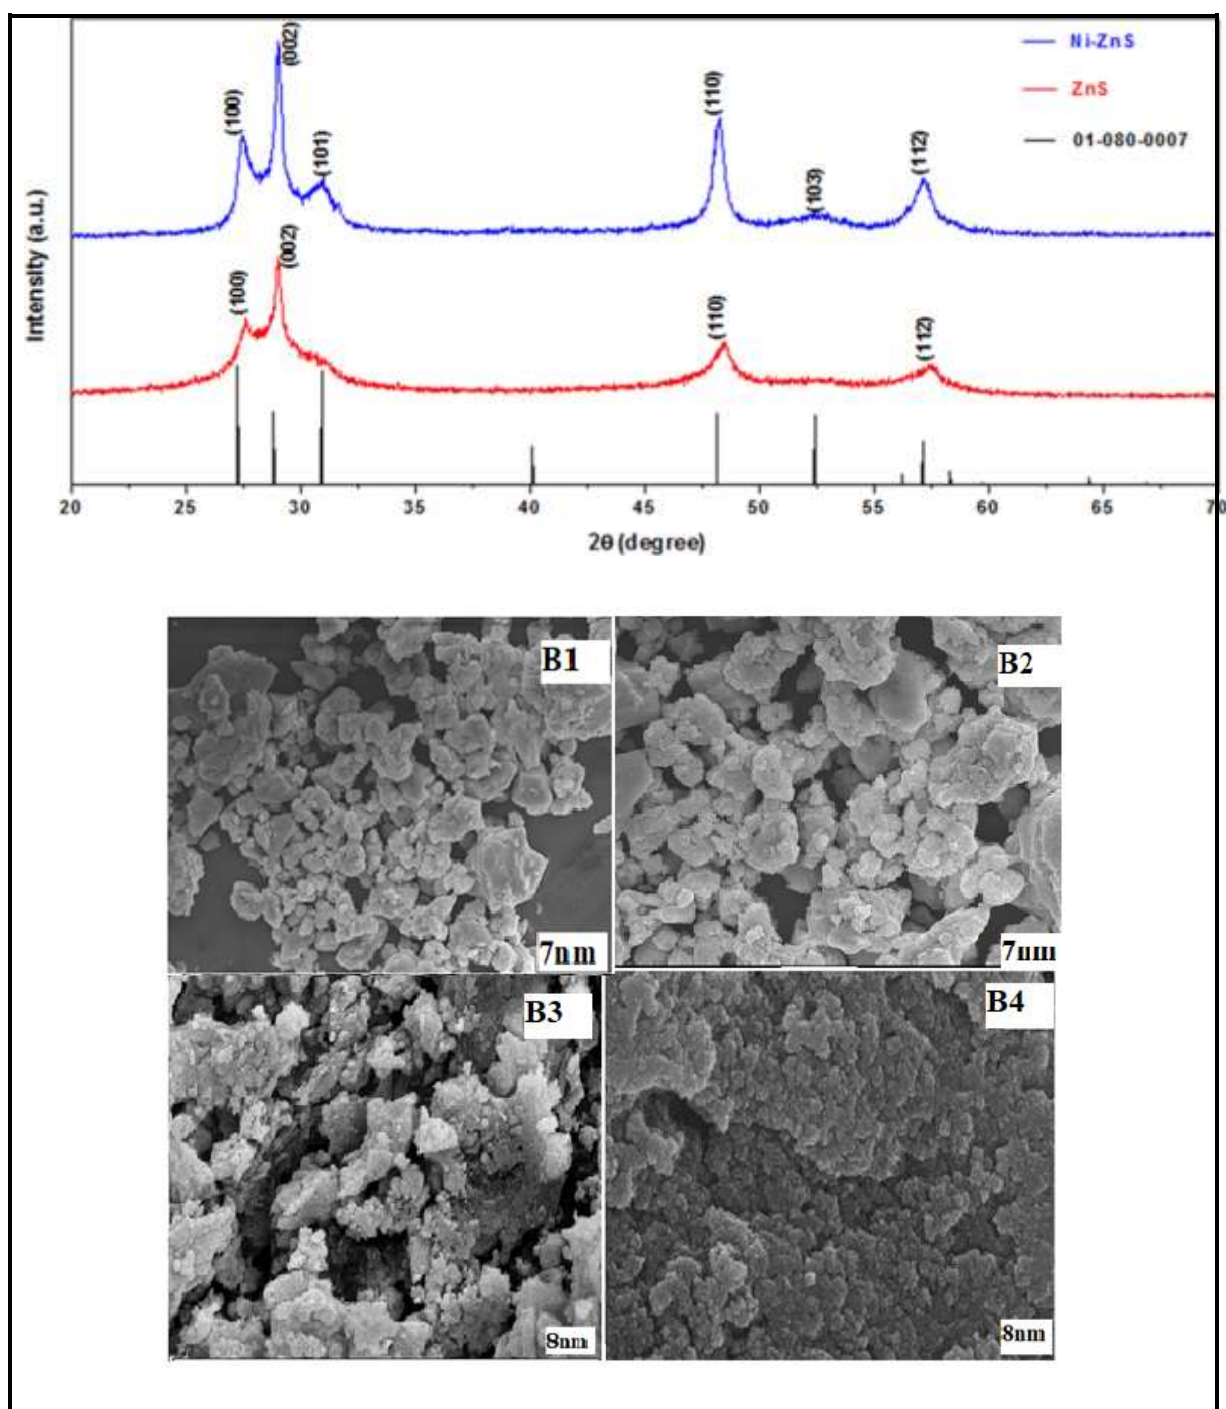 Ni-ZnS
ZnS
01-080-0007
(100)
(002)
(101)
(110)
(103)
(112)
(100)
(002)
(110)
(112)
Intensity (a.u.)
20 25 30 35 40 45 50 55 60 65 70
2θ (degree)
B1
B2
7nm
7nm
B3
B4
8nm
8nm